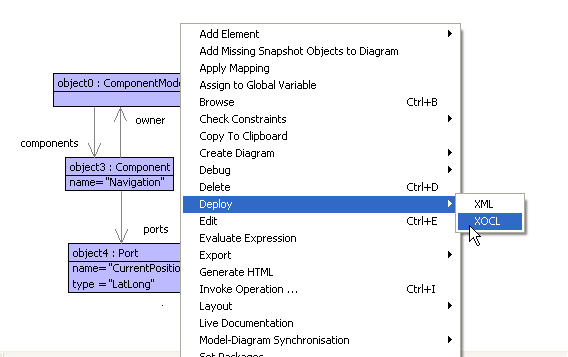 object0 : ComponentMode
components
owner
object3 : Component
name= "Navigation"
ports
object4 : Port
name="CurrentPositio
type ="LatLong"
Add Element
Add Missing Snapshot Objects to Diagram
Apply Mapping
Assign to Global Variable
Browse Ctrl+B
Check Constraints
Copy To Clipboard
Create Diagram
Debug
Delete Ctrl+D
Deploy
Edit Ctrl+E
Evaluate Expression
Export
Generate HTML
Invoke Operation ... Ctrl+I
Layout
Live Documentation
Model-Diagram Synchronisation
Set Packages
XML
XOCL